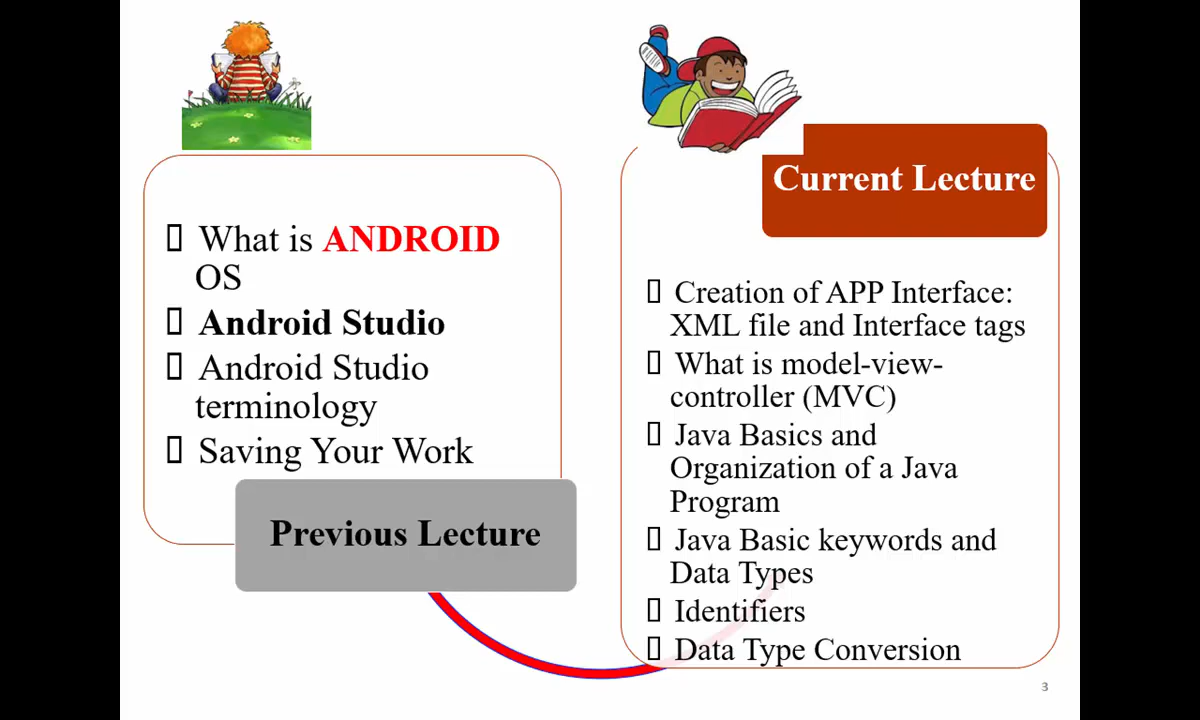 What is ANDROID
OS
Android Studio
Android Studio
terminology
Saving Your Work
Previous Lecture
Current Lecture
Creation of APP Interface:
XML file and Interface tags
What is model-view-
controller (MVC)
Java Basics and
Organization of a Java
Program
Java Basic keywords and
Data Types
Identifiers
Data Type Conversion
3